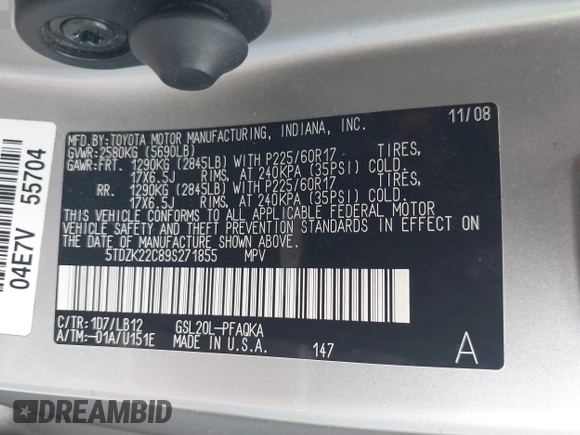 11/08
MFD.BY:TOYOTA MOTOR MANUFACTURING, INDIANA, INC.
GVWR:2580KG (5690LB)
GAWR:FRT. 1290KG (2845LB) WITH P225/60R17 TIRES,
17X6.5J RIMS, AT 240KPA (35PSI) COLD.
RR. 1290KG (2845LB) WITH P225/60R17 TIRES,
17X6.5J RIMS, AT 240KPA (35PSI) COLD.
THIS VEHICLE CONFORMS TO ALL APPLICABLE FEDERAL MOTOR
VEHICLE SAFETY AND THEFT PREVENTION STANDARDS IN EFFECT ON
THE DATE OF MANUFACTURE SHOWN ABOVE.
5TDZK22C89S271855 MPV
C/TR:1D7/LB12 GSL20L-PFAQKA
A/TM:-01A/U151E MADE IN U.S.A. 147
A
04E7V 55704
DREAMBID